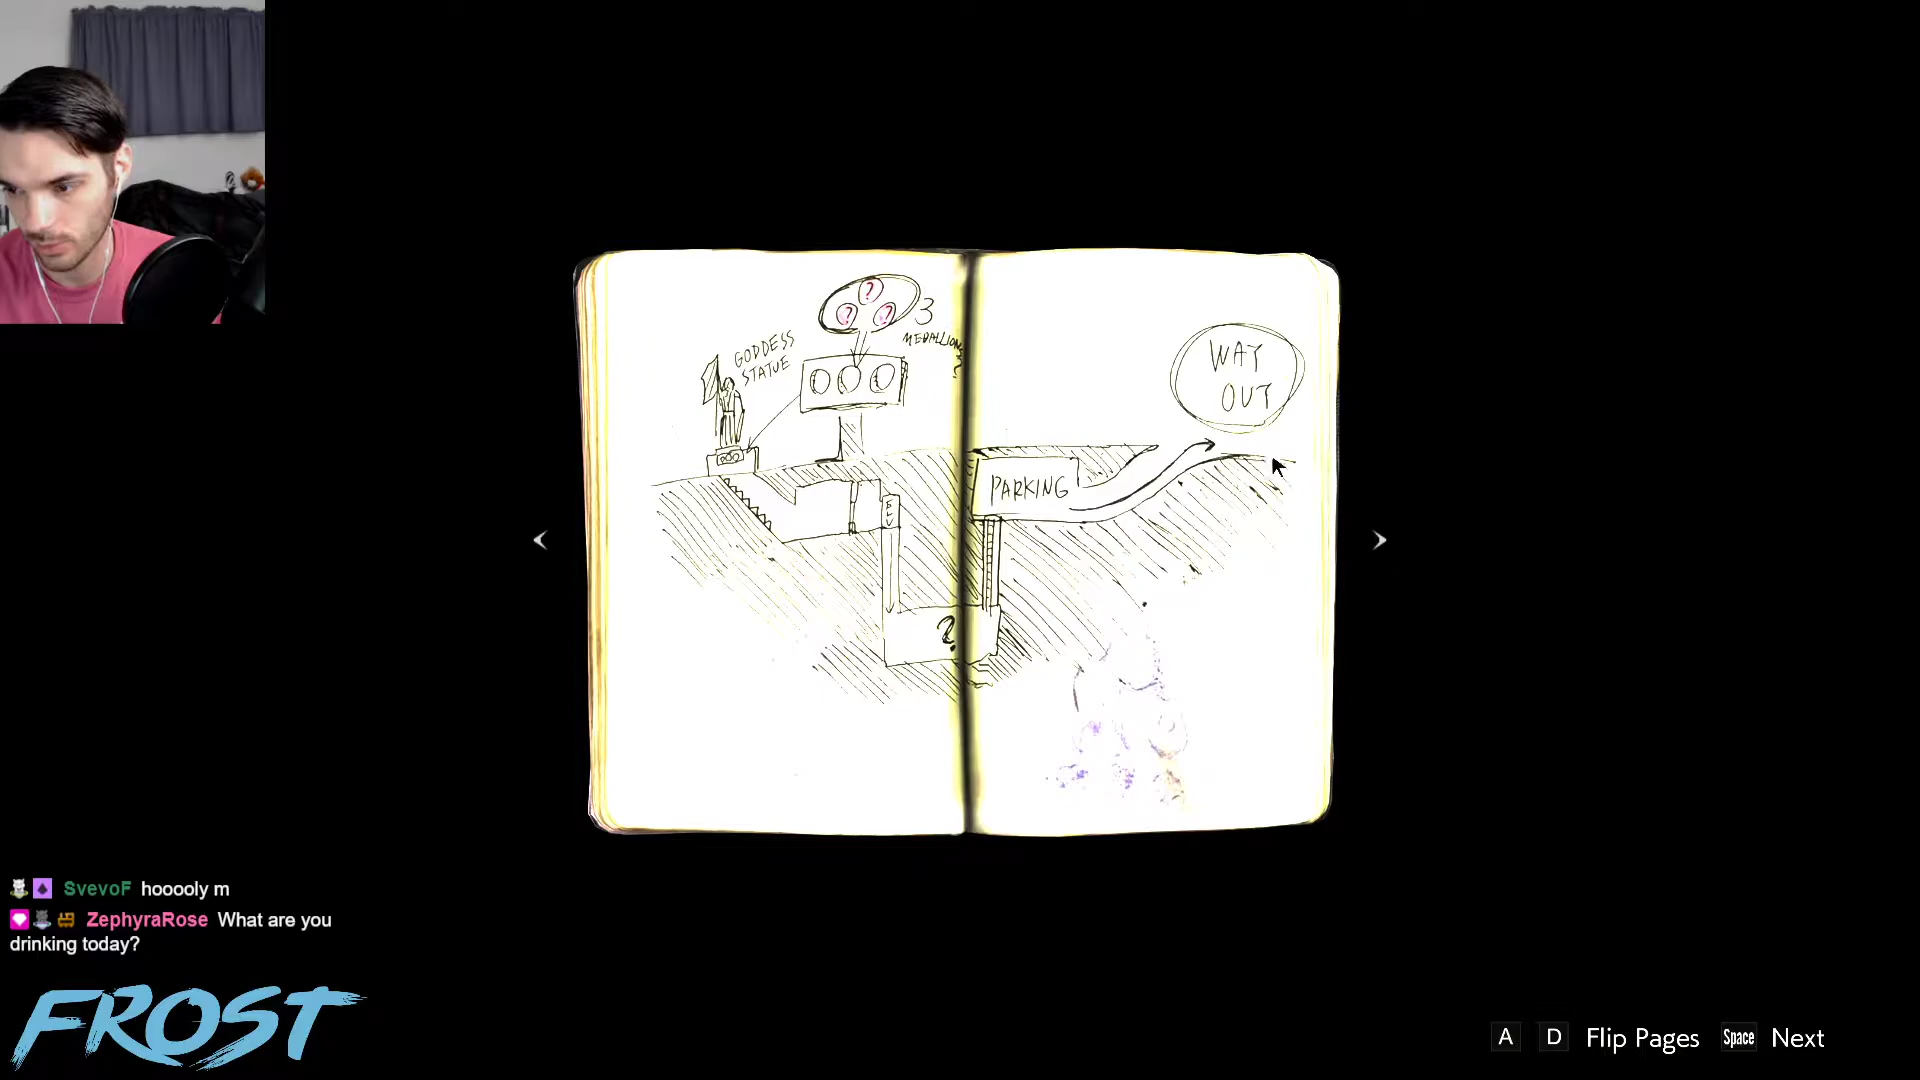 GODDESS
STATUE
? ? ?
3
MEDALLIONS
?
ELV
?
PARKING
WAY
OUT
SvevoF hooooly m
ZephyraRose What are you
drinking today?
FROST
A D Flip Pages Space Next